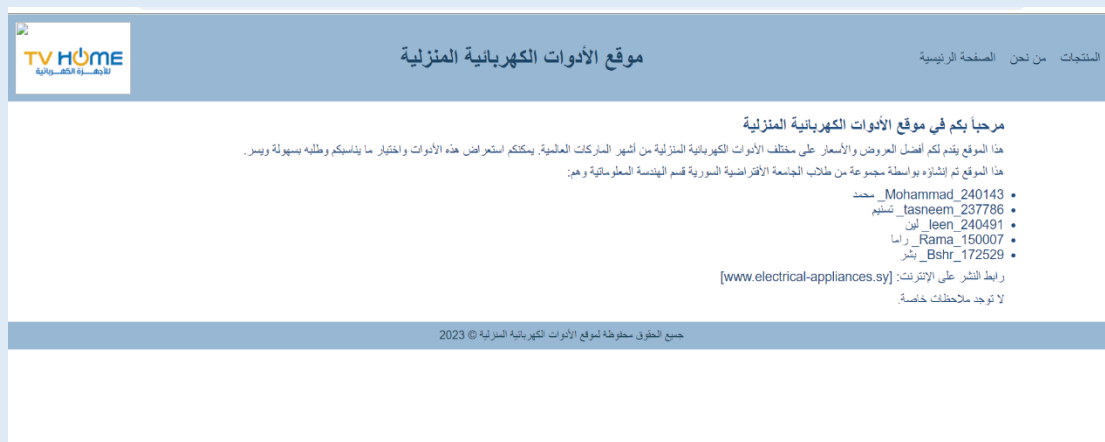 المنتجات من نحن الصفحة الرئيسية
موقع الأدوات الكهربائية المنزلية
TV HOME
للأجهـــزة الكهـــربائية
مرحباً بكم في موقع الأدوات الكهربائية المنزلية
هذا الموقع يقدم لكم أفضل العروض والأسعار على مختلف الأدوات الكهربائية المنزلية من أشهر الماركات العالمية. يمكنكم استعراض هذه الأدوات واختيار ما يناسبكم وطلبه بسهولة ويسر.
هذا الموقع تم إنشاؤه بواسطة مجموعة من طلاب الجامعة الأفتراضية السورية قسم الهندسة المعلوماتية وهم:
Mohammad_240143_ محمد
tasneem_237786_ تسنيم
leen_240491_ لين
Rama_150007_ راما
Bshr_172529_ بشر
رابط النشر على الإنترنت: [www.electrical-appliances.sy]
لا توجد ملاحظات خاصة.
جميع الحقوق محفوظة لموقع الأدوات الكهربائية المنزلية © 2023